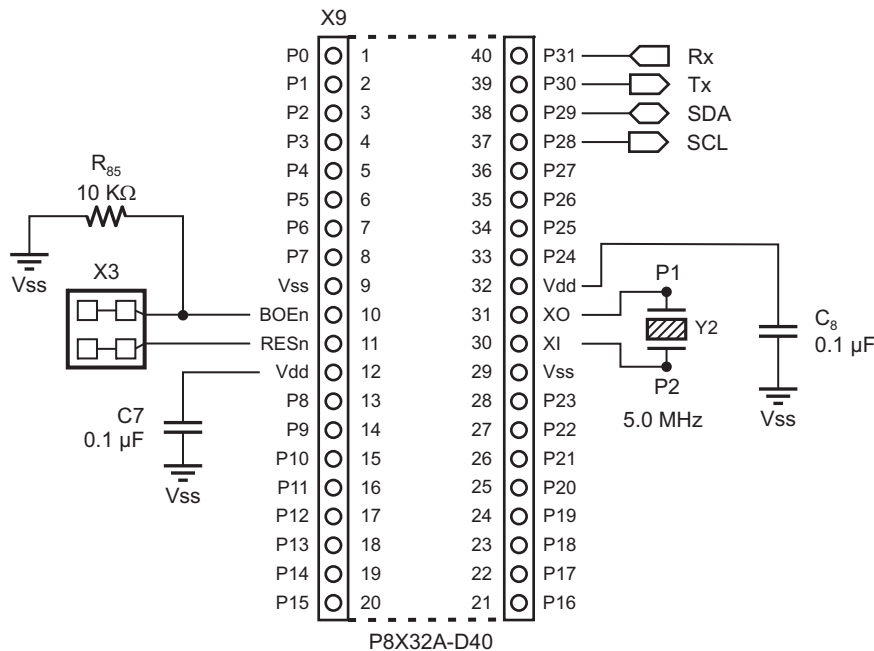 X9
P0 1 40 P31 Rx
P1 2 39 P30 Tx
P2 3 38 P29 SDA
P3 4 37 P28 SCL
P4 5 36 P27
P5 6 35 P26
P6 7 34 P25
P7 8 33 P24
Vss 9 32 Vdd
BOEn 10 31 XO
RESn 11 30 XI
Vdd 12 29 Vss
P8 13 28 P23
P9 14 27 P22
P10 15 26 P21
P11 16 25 P20
P12 17 24 P19
P13 18 23 P18
P14 19 22 P17
P15 20 21 P16
P8X32A-D40
R₈₅
10 KΩ
Vss
X3
C7
0.1 µF
Vss
P1
Y2
P2
5.0 MHz
C₈
0.1 µF
Vss